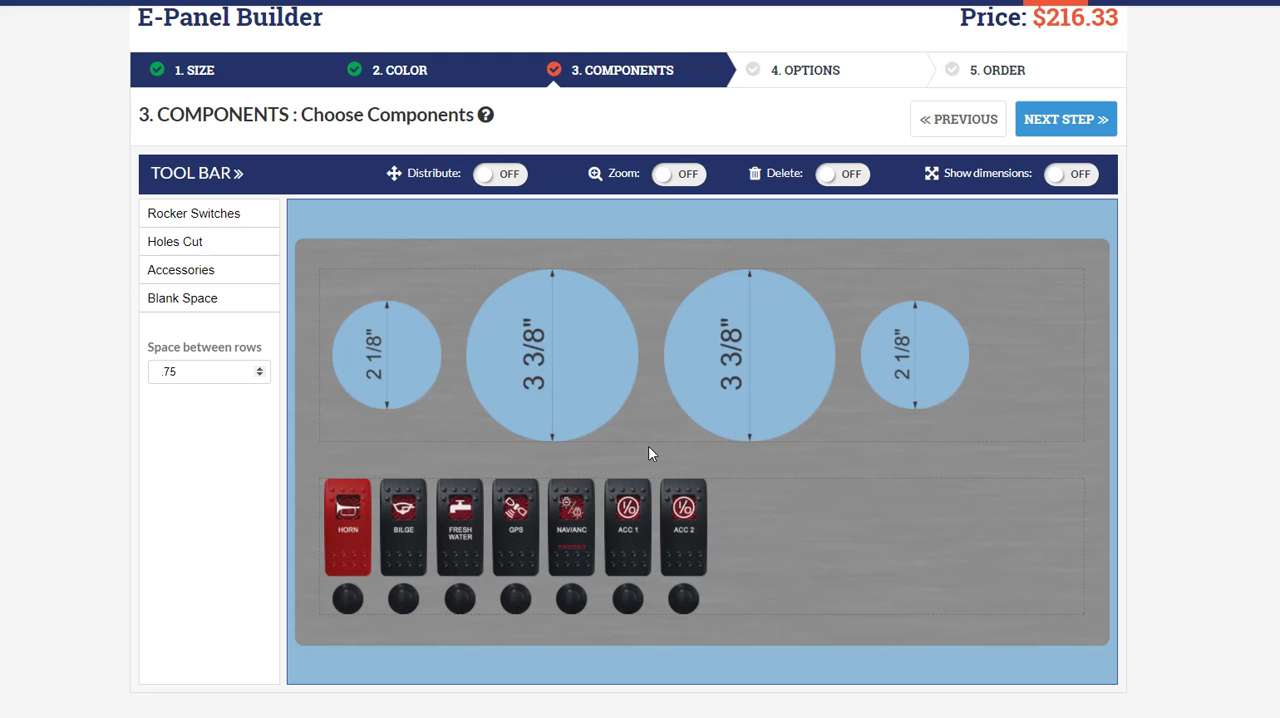 E-Panel Builder
Price: $216.33
1. SIZE
2. COLOR
3. COMPONENTS
4. OPTIONS
5. ORDER
3. COMPONENTS : Choose Components ?
« PREVIOUS
NEXT STEP »
TOOL BAR »
Distribute: OFF
Zoom: OFF
Delete: OFF
Show dimensions: OFF
Rocker Switches
Holes Cut
Accessories
Blank Space
Space between rows
.75
2 1/8"
3 3/8"
3 3/8"
2 1/8"
HORN
BILGE
FRESH
WATER
GPS
NAV/ANC
ACC 1
ACC 2